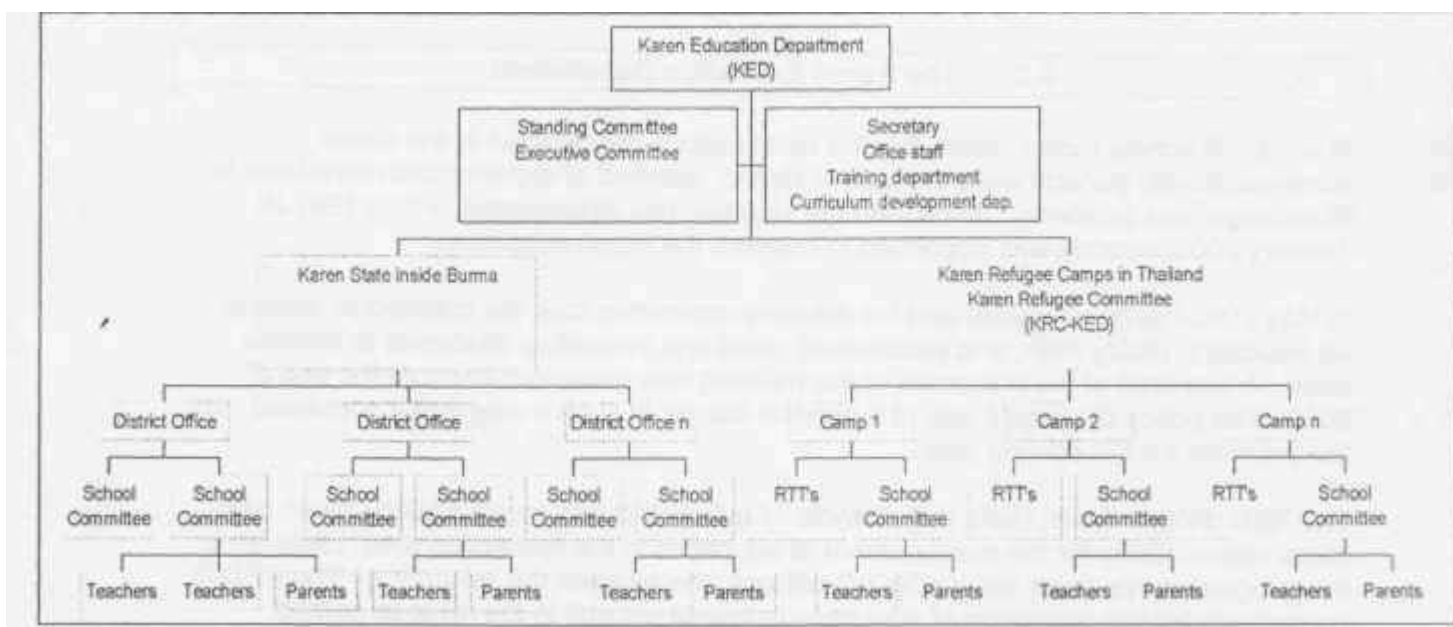 Karen Education Department
(KED)
Standing Committee
Executive Committee
Secretary
Office staff
Training department
Curriculum development dep.
Karen State Inside Burma
Karen Refugee Camps in Thailand
Karen Refugee Committee
(KRC-KED)
District Office
District Office
District Office n
Camp 1
Camp 2
Camp n
School
Committee
School
Committee
School
Committee
School
Committee
School
Committee
School
Committee
RTT's
School
Committee
RTT's
School
Committee
RTT's
School
Committee
Teachers
Teachers
Parents
Teachers
Parents
Teachers
Parents
Teachers
Parents
Teachers
Parents
Teachers
Parents